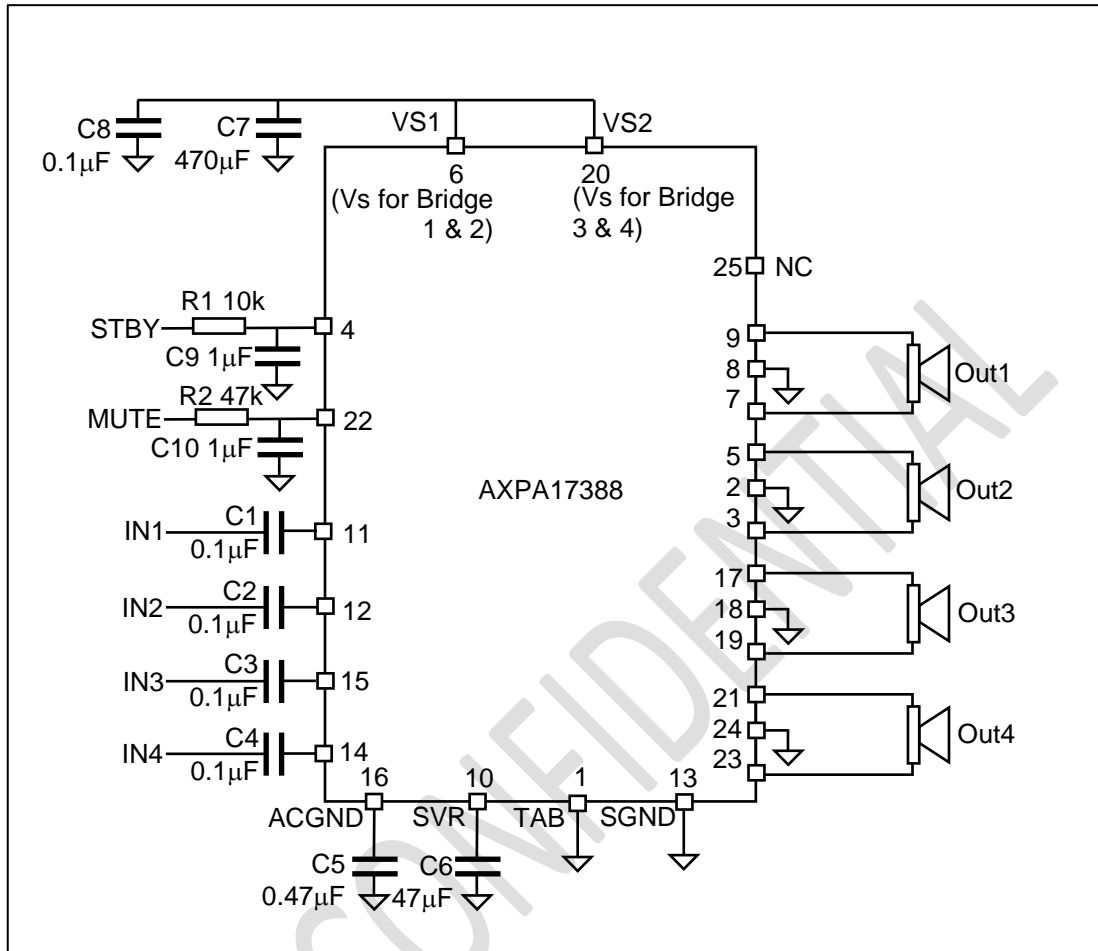 C8
0.1µF
C7
470µF
VS1
VS2
6
(Vs for Bridge
1 & 2)
20
(Vs for Bridge
3 & 4)
25
NC
R1 10k
STBY
4
C9 1µF
R2 47k
MUTE
22
C10 1µF
9
8
7
Out1
5
2
3
Out2
AXPA17388
IN1
C1
0.1µF
11
IN2
C2
0.1µF
12
IN3
C3
0.1µF
15
IN4
C4
0.1µF
14
17
18
19
Out3
21
24
23
Out4
16
10
1
13
ACGND
SVR
TAB
SGND
C5
0.47µF
C6
47µF
CONFIDENTIAL